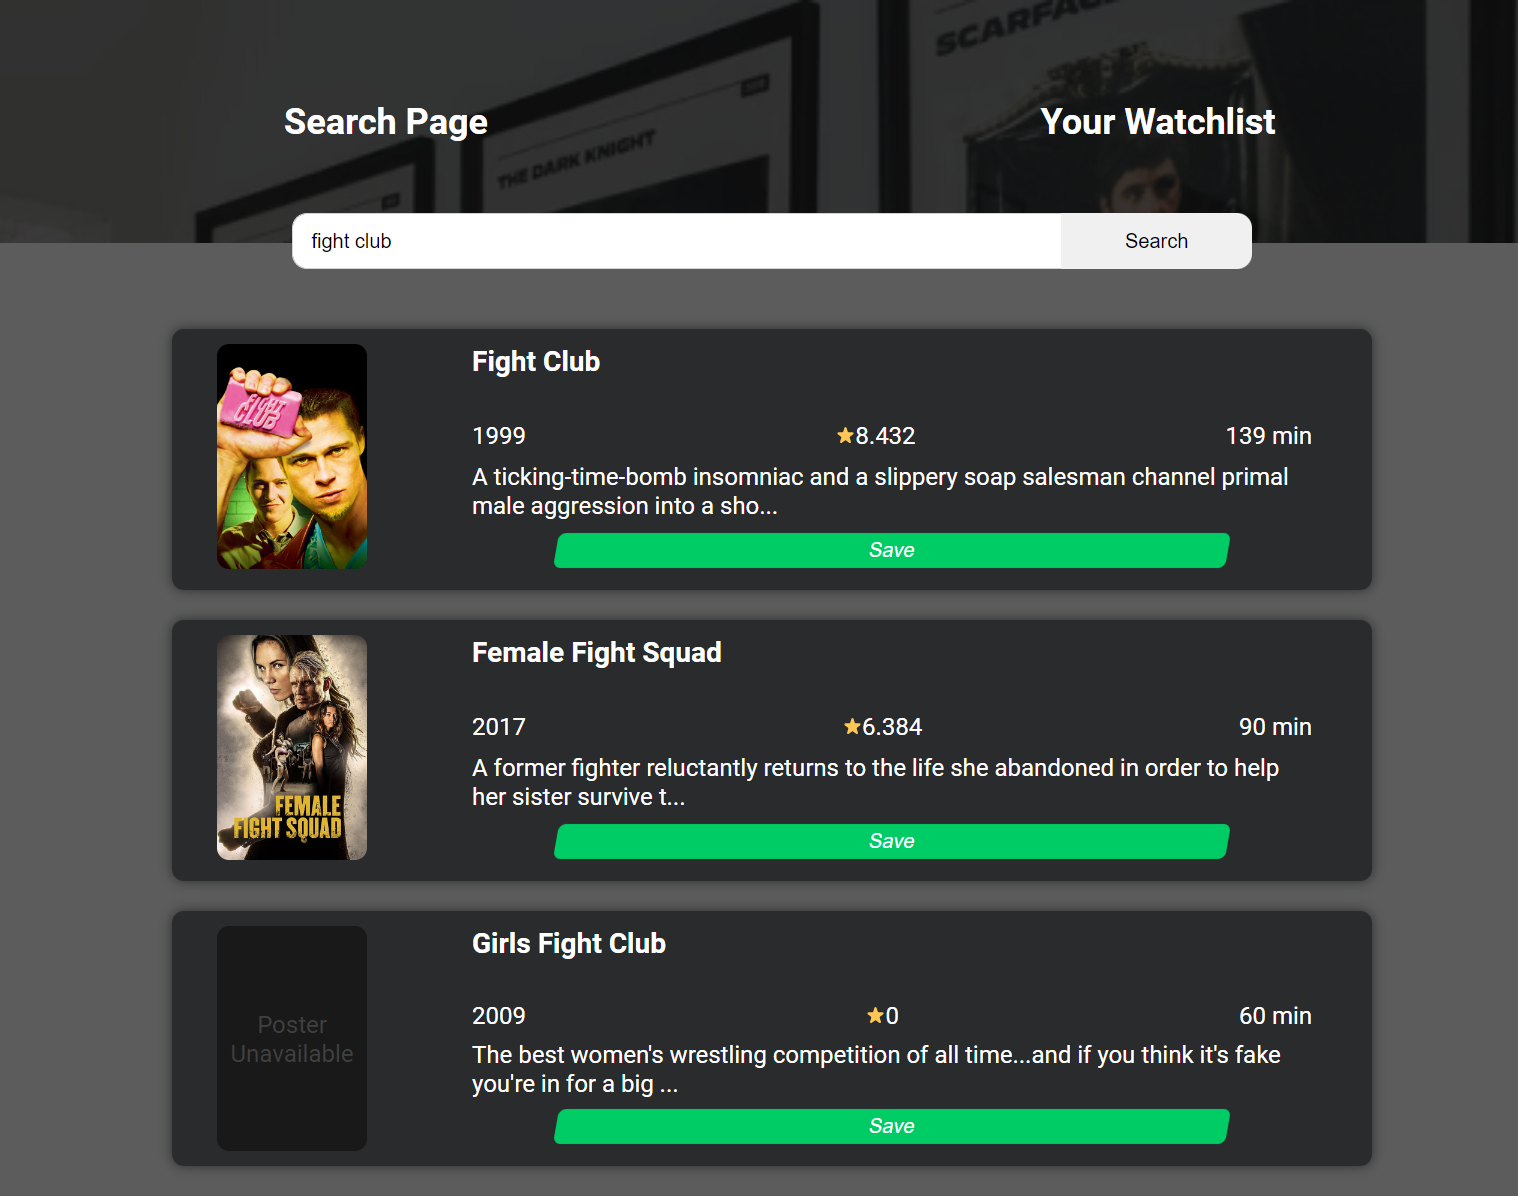 SCARFAC
Search Page
Your Watchlist
THE DARK KNIGHT
fight club
Search
Fight Club
FIGHT
CLUB
1999
8.432
139 min
A ticking-time-bomb insomniac and a slippery soap salesman channel primal
male aggression into a sho...
Save
Female Fight Squad
2017
6.384
90 min
A former fighter reluctantly returns to the life she abandoned in order to help
her sister survive t...
FEMALE
FIGHT SQUAD
Save
Girls Fight Club
2009
0
60 min
Poster
Unavailable
The best women's wrestling competition of all time...and if you think it's fake
you're in for a big ...
Save